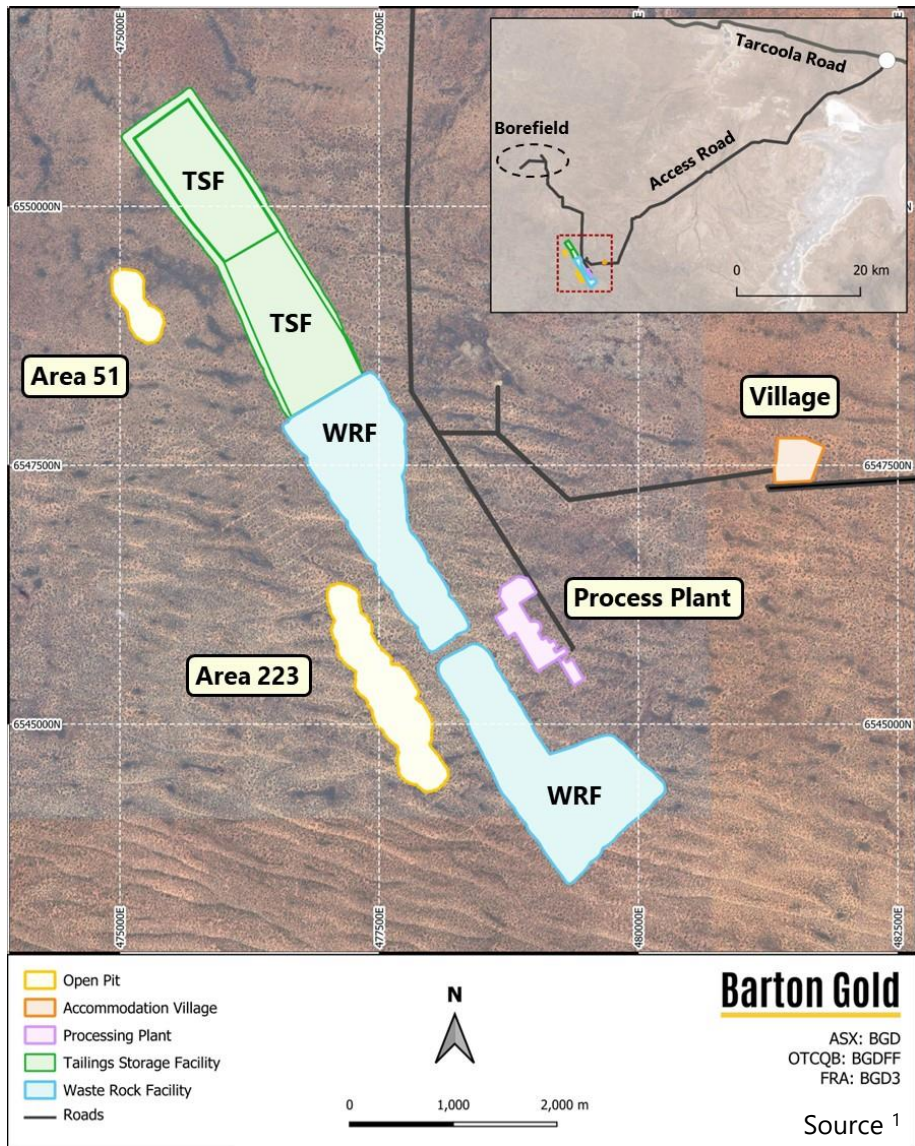 475000E
477500E
Tarcoola Road
Borefield
Access Road
0 20 km
TSF
6550000N
TSF
Area 51
WRF
Village
6547500N
6547500N
Process Plant
Area 223
6545000N
6545000N
WRF
475000E
477500E
480000E
482500E
Open Pit
Accommodation Village
Processing Plant
Tailings Storage Facility
Waste Rock Facility
Roads
N
0 1,000 2,000 m
Barton Gold
ASX: BGD
OTCQB: BGDFF
FRA: BGD3
Source 1